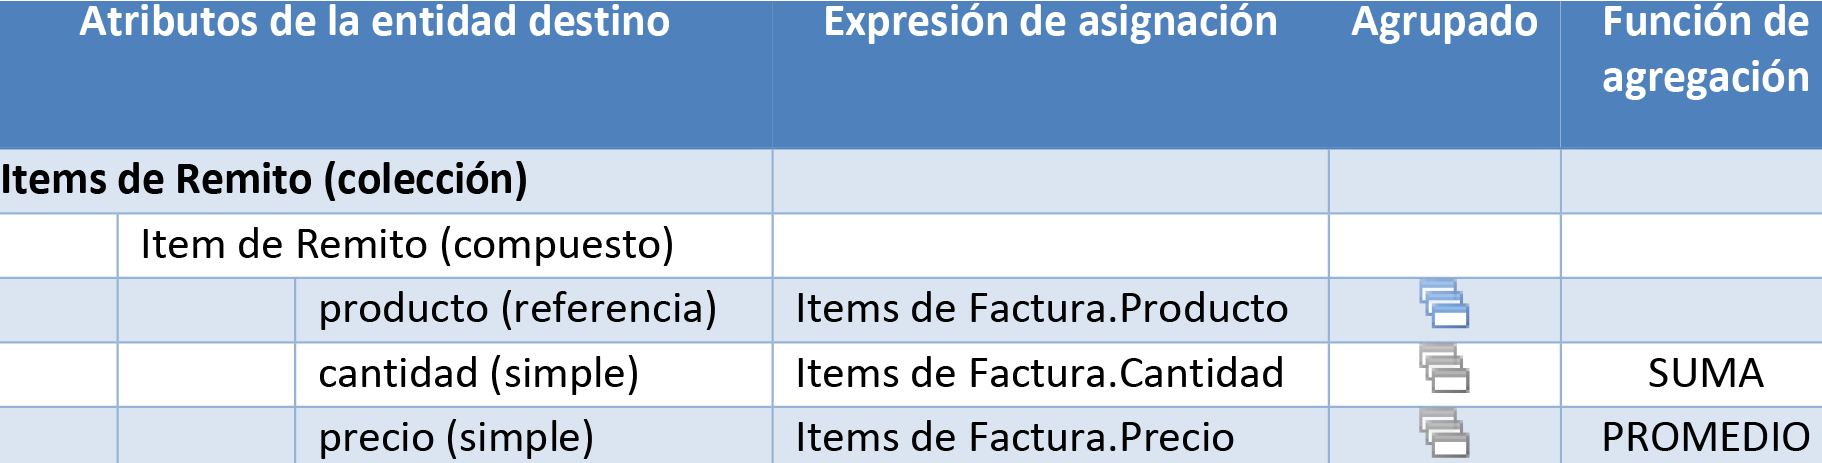 Atributos de la entidad destino Expresión de asignación Agrupado Función de
agregación
Items de Remito (colección)
Item de Remito (compuesto)
producto (referencia) Items de Factura.Producto
cantidad (simple) Items de Factura.Cantidad SUMA
precio (simple) Items de Factura.Precio PROMEDIO